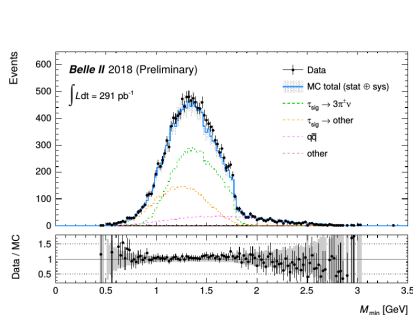 Belle II 2018 (Preliminary)
∫Ldt = 291 pb⁻¹
Data
MC total (stat ⊕ sys)
τsig → 3π±ν
τsig → other
qq̄
other
Events
600
500
400
300
200
100
0
Data / MC
1.5
1
0.5
0 0.5 1 1.5 2 2.5 3 3.5
Mmin [GeV]